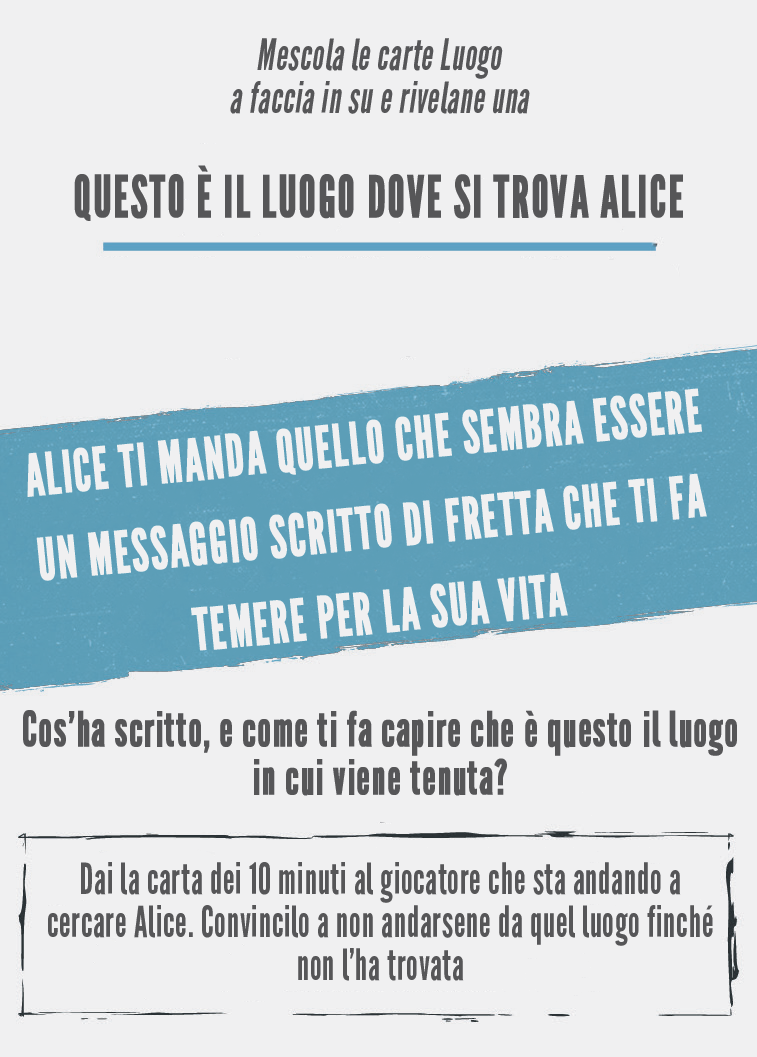 Mescola le carte Luogo
a faccia in su e rivelane una
QUESTO È IL LUOGO DOVE SI TROVA ALICE
ALICE TI MANDA QUELLO CHE SEMBRA ESSERE
UN MESSAGGIO SCRITTO DI FRETTA CHE TI FA
TEMERE PER LA SUA VITA
Cos'ha scritto, e come ti fa capire che è questo il luogo
in cui viene tenuta?
Dai la carta dei 10 minuti al giocatore che sta andando a
cercare Alice. Convincilo a non andarsene da quel luogo finché
non l'ha trovata